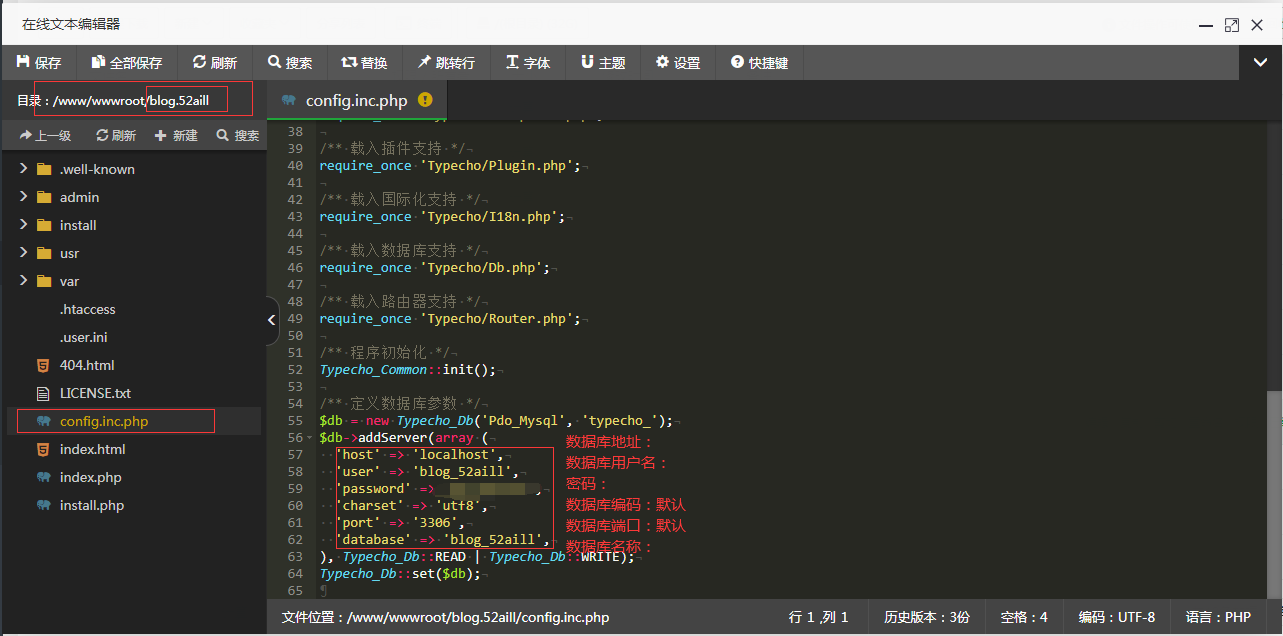 在线文本编辑器
保存 全部保存 刷新 搜索 替换 跳转行 字体 主题 设置 快捷键
目录：/www/wwwroot/blog.52aill
config.inc.php
上一级 刷新 新建 搜索
.well-known
admin
install
usr
var
.htaccess
.user.ini
404.html
LICENSE.txt
config.inc.php
index.html
index.php
install.php
38
39 /** 载入插件支持 */
40 require_once 'Typecho/Plugin.php';
41
42 /** 载入国际化支持 */
43 require_once 'Typecho/I18n.php';
44
45 /** 载入数据库支持 */
46 require_once 'Typecho/Db.php';
47
48 /** 载入路由器支持 */
49 require_once 'Typecho/Router.php';
50
51 /** 程序初始化 */
52 Typecho_Common::init();
53
54 /** 定义数据库参数 */
55 $db = new Typecho_Db('Pdo_Mysql', 'typecho_');
56 $db->addServer(array (
57 'host' => 'localhost', 数据库地址：
58 'user' => 'blog_52aill', 数据库用户名：
59 'password' => , 密码：
60 'charset' => 'utf8', 数据库编码：默认
61 'port' => '3306', 数据库端口：默认
62 'database' => 'blog_52aill', 数据库名称：
63 ), Typecho_Db::READ | Typecho_Db::WRITE);
64 Typecho_Db::set($db);
65
文件位置：/www/wwwroot/blog.52aill/config.inc.php 行 1 ,列 1 历史版本：3份 空格：4 编码：UTF-8 语言：PHP